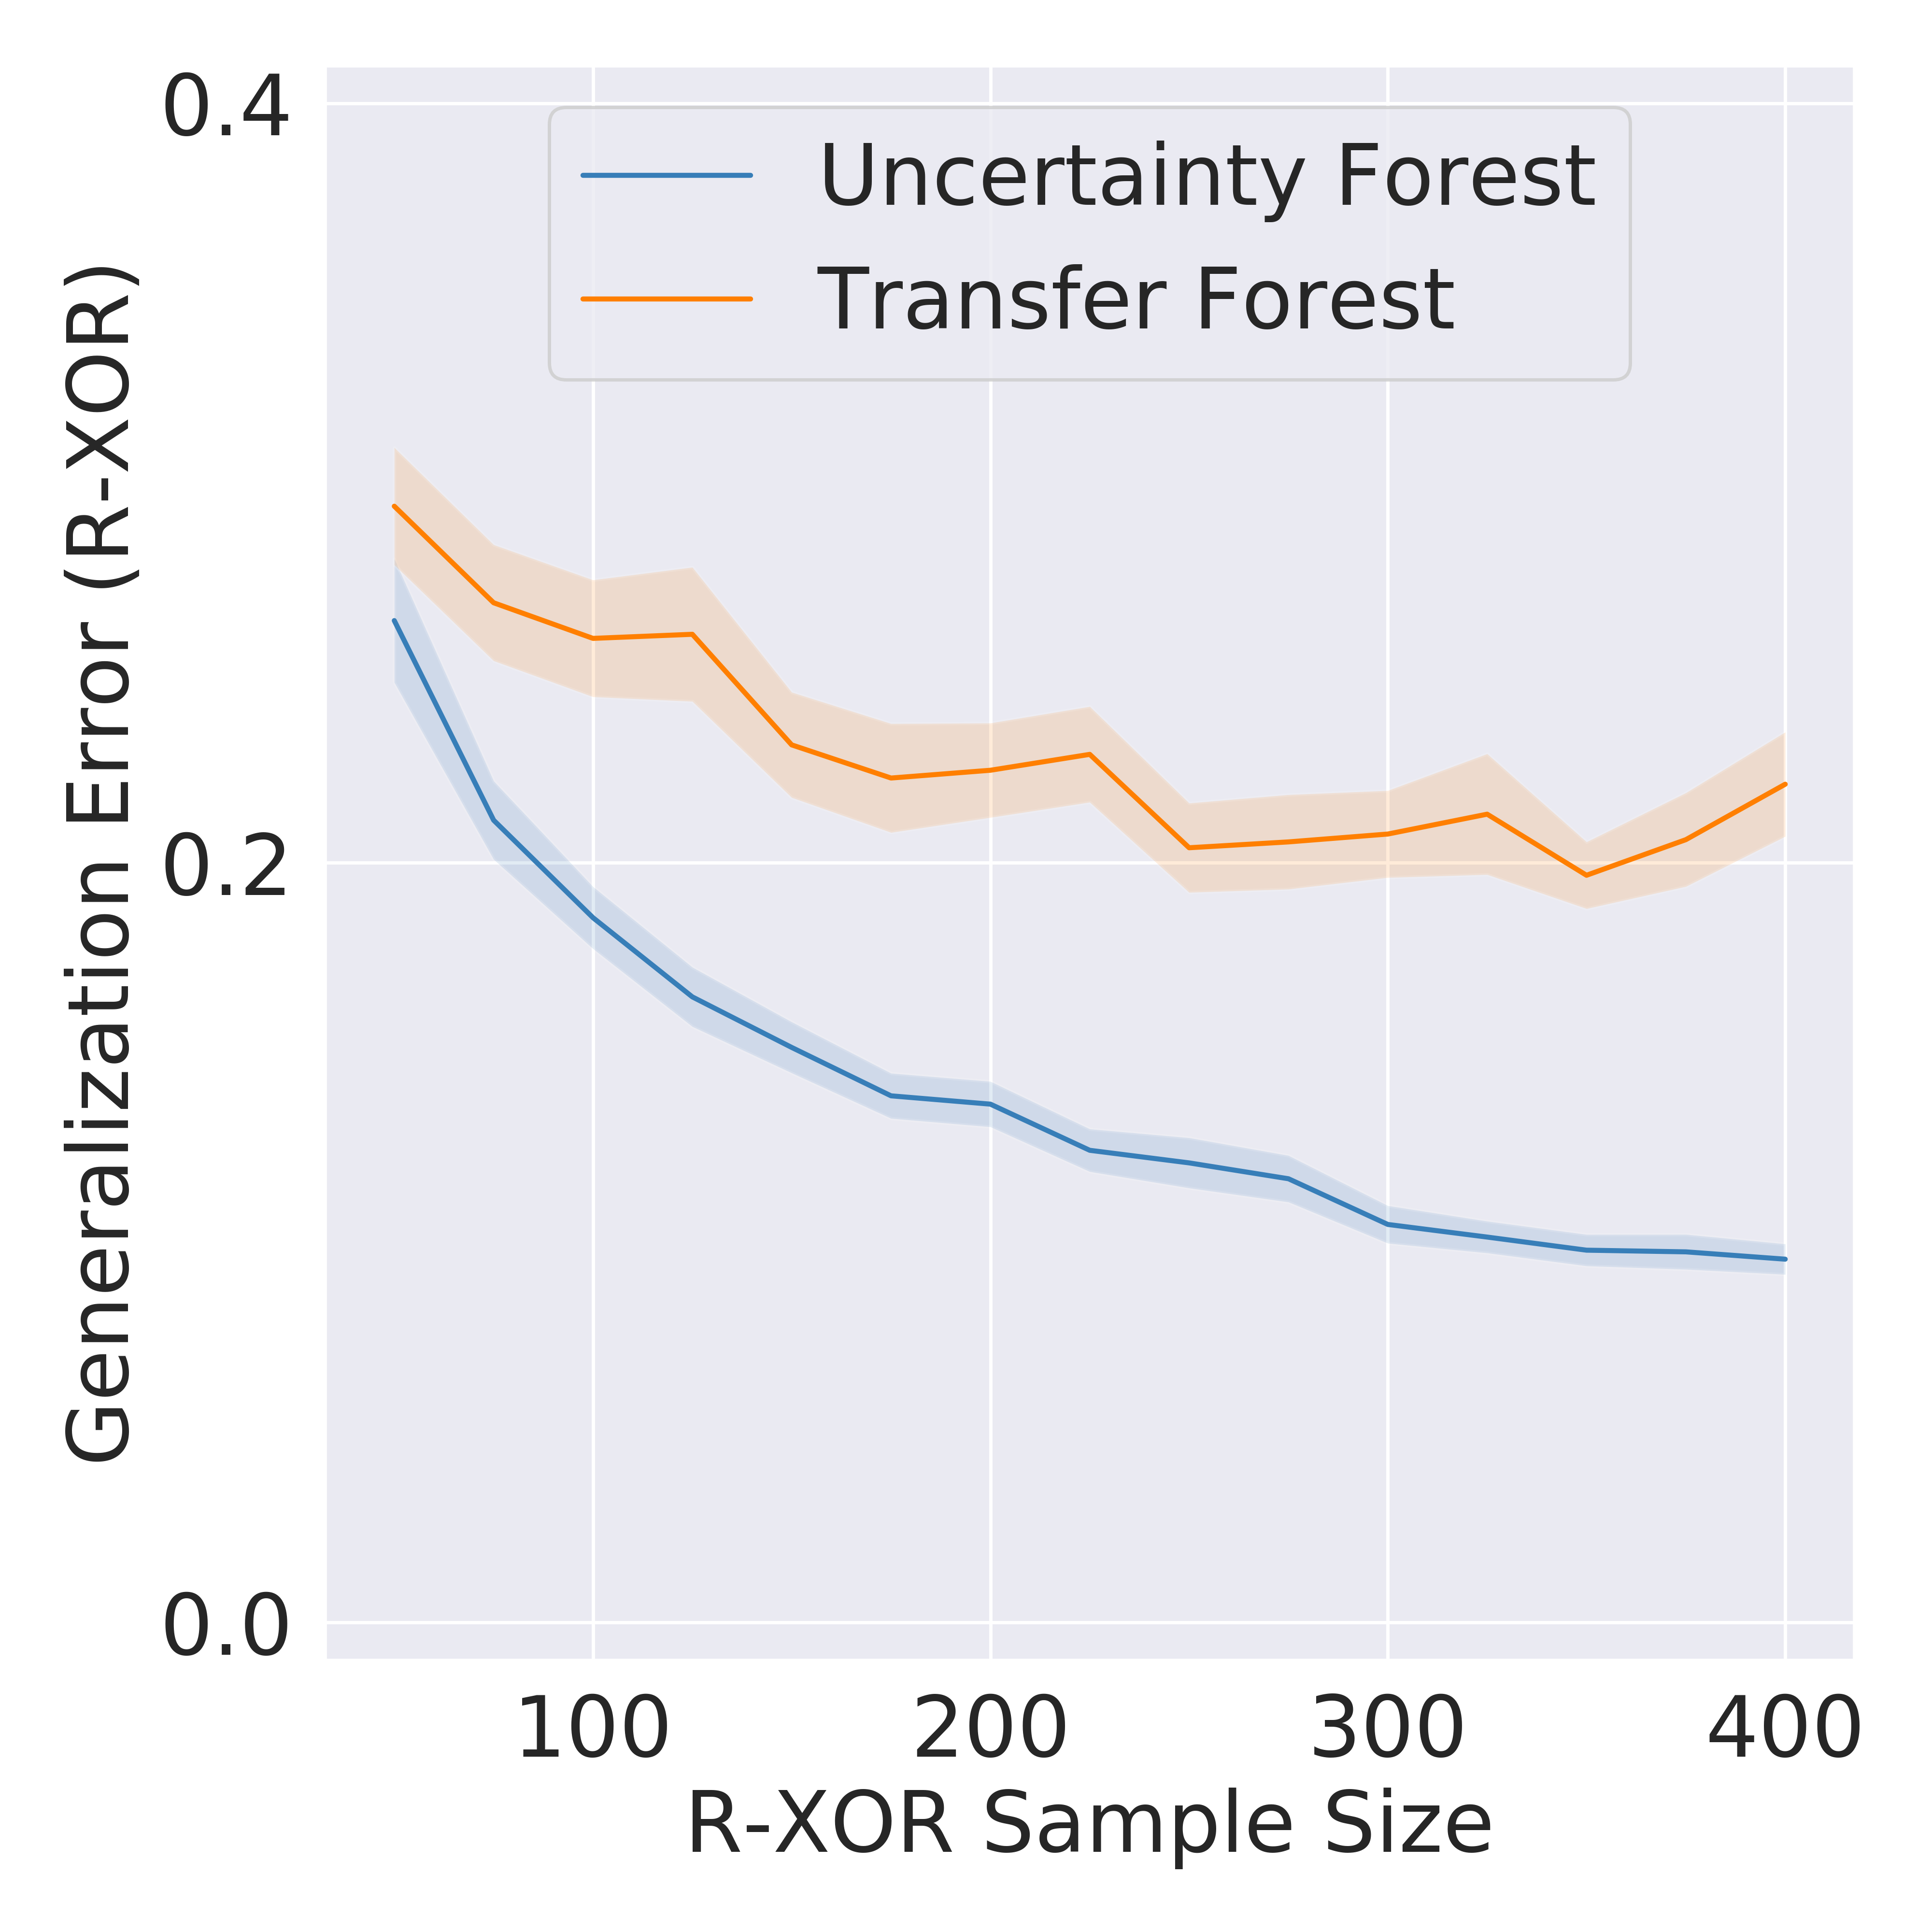 Generalization Error (R-XOR)
0.4
0.2
0.0
Uncertainty Forest
Transfer Forest
100 200 300 400
R-XOR Sample Size